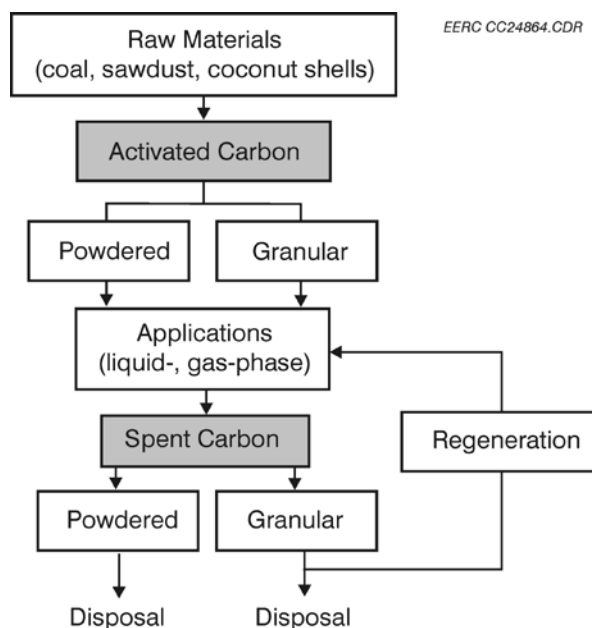 EERC CC24864.CDR
Raw Materials
(coal, sawdust, coconut shells)
Activated Carbon
Powdered
Granular
Applications
(liquid-, gas-phase)
Spent Carbon
Regeneration
Powdered
Granular
Disposal
Disposal